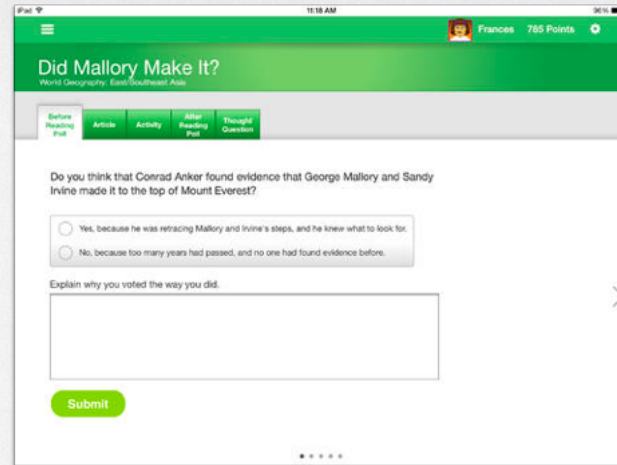 iPad
11:18 AM
96%
Frances 785 Points
Did Mallory Make It?
World Geography: East/Southeast Asia
Before
Reading
Poll
Article
Activity
After
Reading
Poll
Thought
Question
Do you think that Conrad Anker found evidence that George Mallory and Sandy
Irvine made it to the top of Mount Everest?
Yes, because he was retracing Mallory and Irvine's steps, and he knew what to look for.
No, because too many years had passed, and no one had found evidence before.
Explain why you voted the way you did.
Submit